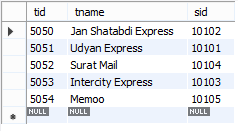 tid tname sid
5050 Jan Shatabdi Express 10102
5051 Udyan Express 10101
5052 Surat Mail 10104
5053 Intercity Express 10103
5054 Memoo 10105
NULL NULL NULL